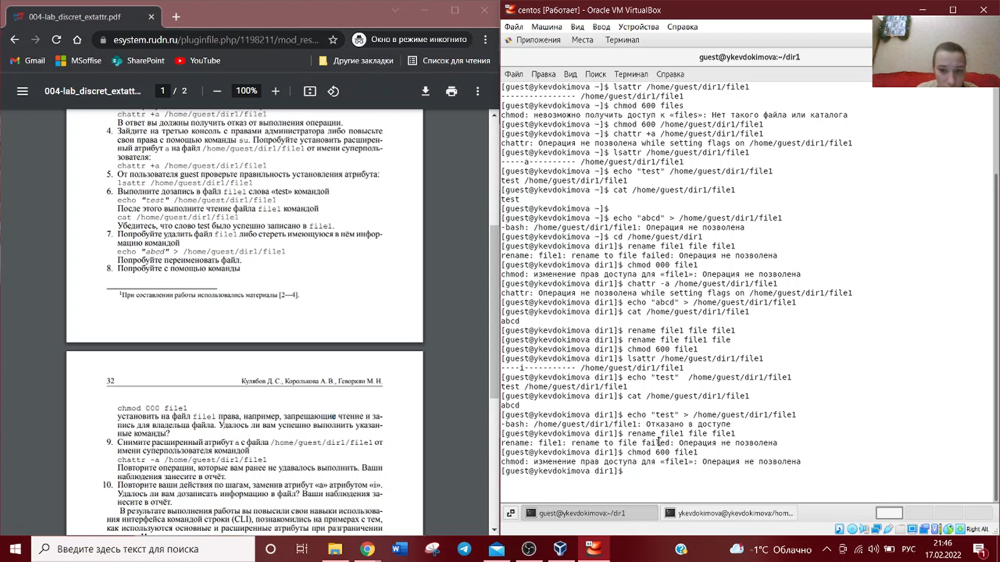 004-lab_discret_extattr.pdf
esystem.rudn.ru/pluginfile.php/1198211/mod_res...
Окно в режиме инкогнито
Gmail
MSoffise
SharePoint
YouTube
Другие закладки
Список для чтения
004-lab_discret_extatt...
1 / 2
100%
chattr +a /home/guest/dir1/file1
В ответ вы должны получить отказ от выполнения операции.
4. Зайдите на третью консоль с правами администратора либо повысьте
свои права с помощью команды su. Попробуйте установить расширен-
ный атрибут a на файл /home/guest/dir1/file1 от имени суперполь-
зователя:
chattr +a /home/guest/dir1/file1
5. От пользователя guest проверьте правильность установления атрибута:
lsattr /home/guest/dir1/file1
6. Выполните дозапись в файл file1 слова «test» командой
echo "test" /home/guest/dir1/file1
После этого выполните чтение файла file1 командой
cat /home/guest/dir1/file1
Убедитесь, что слово test было успешно записано в file1.
7. Попробуйте удалить файл file1 либо стереть имеющуюся в нём инфор-
мацию командой
echo "abcd" > /home/guest/dir1/file1
Попробуйте переименовать файл.
8. Попробуйте с помощью команды
1При составлении работы использовались материалы [2—4].
32
Кулябов Д. С., Королькова А. В., Геворкян М. Н.
chmod 000 file1
установить на файл file1 права, например, запрещающие чтение и за-
пись для владельца файла. Удалось ли вам успешно выполнить указан-
ные команды?
9. Снимите расширенный атрибут a с файла /home/guest/dir1/file1 от
имени суперпользователя командой
chattr -a /home/guest/dir1/file1
Повторите операции, которые вам ранее не удавалось выполнить. Ваши
наблюдения занесите в отчёт.
10. Повторите ваши действия по шагам, заменив атрибут «a» атрибутом «i».
Удалось ли вам дозаписать информацию в файл? Ваши наблюдения за-
несите в отчёт.
В результате выполнения работы вы повысили свои навыки использова-
ния интерфейса командой строки (CLI), познакомились на примерах с тем,
как используются основные и расширенные атрибуты при разграничении
centos [Работает] - Oracle VM VirtualBox
Файл Машина Вид Ввод Устройства Справка
Приложения Места Терминал
guest@ykevdokimova:~/dir1
Файл Правка Вид Поиск Терминал Справка
[guest@ykevdokimova ~]$ lsattr /home/guest/dir1/file1
---------------- /home/guest/dir1/file1
[guest@ykevdokimova ~]$ chmod 600 files
chmod: невозможно получить доступ к «files»: Нет такого файла или каталога
[guest@ykevdokimova ~]$ chmod 600 /home/guest/dir1/file1
[guest@ykevdokimova ~]$ chattr +a /home/guest/dir1/file1
chattr: Операция не позволена while setting flags on /home/guest/dir1/file1
[guest@ykevdokimova ~]$ lsattr /home/guest/dir1/file1
-----a---------- /home/guest/dir1/file1
[guest@ykevdokimova ~]$ echo "test" /home/guest/dir1/file1
test /home/guest/dir1/file1
[guest@ykevdokimova ~]$ cat /home/guest/dir1/file1
test
[guest@ykevdokimova ~]$
[guest@ykevdokimova ~]$ echo "abcd" > /home/guest/dir1/file1
-bash: /home/guest/dir1/file1: Операция не позволена
[guest@ykevdokimova ~]$ cd /home/guest/dir1
[guest@ykevdokimova dir1]$ rename file1 file file1
rename: file1: rename to file failed: Операция не позволена
[guest@ykevdokimova dir1]$ chmod 000 file1
chmod: изменение прав доступа для «file1»: Операция не позволена
[guest@ykevdokimova dir1]$ chattr -a /home/guest/dir1/file1
chattr: Операция не позволена while setting flags on /home/guest/dir1/file1
[guest@ykevdokimova dir1]$ echo "abcd" > /home/guest/dir1/file1
[guest@ykevdokimova dir1]$ cat /home/guest/dir1/file1
abcd
[guest@ykevdokimova dir1]$ rename file1 file file1
[guest@ykevdokimova dir1]$ rename file file1 file
[guest@ykevdokimova dir1]$ chmod 600 file1
[guest@ykevdokimova dir1]$ lsattr /home/guest/dir1/file1
----i----------- /home/guest/dir1/file1
[guest@ykevdokimova dir1]$ echo "test"  /home/guest/dir1/file1
test /home/guest/dir1/file1
[guest@ykevdokimova dir1]$ cat /home/guest/dir1/file1
abcd
[guest@ykevdokimova dir1]$ echo "test" > /home/guest/dir1/file1
-bash: /home/guest/dir1/file1: Отказано в доступе
[guest@ykevdokimova dir1]$ rename file1 file file1
rename: file1: rename to file failed: Операция не позволена
[guest@ykevdokimova dir1]$ chmod 600 file1
chmod: изменение прав доступа для «file1»: Операция не позволена
[guest@ykevdokimova dir1]$
guest@ykevdokimova:~/dir1
ykevdokimova@ykevdokimova:/hom...
Right Alt
Введите здесь текст для поиска
-1°C Облачно
РУС
21:46
17.02.2022
1